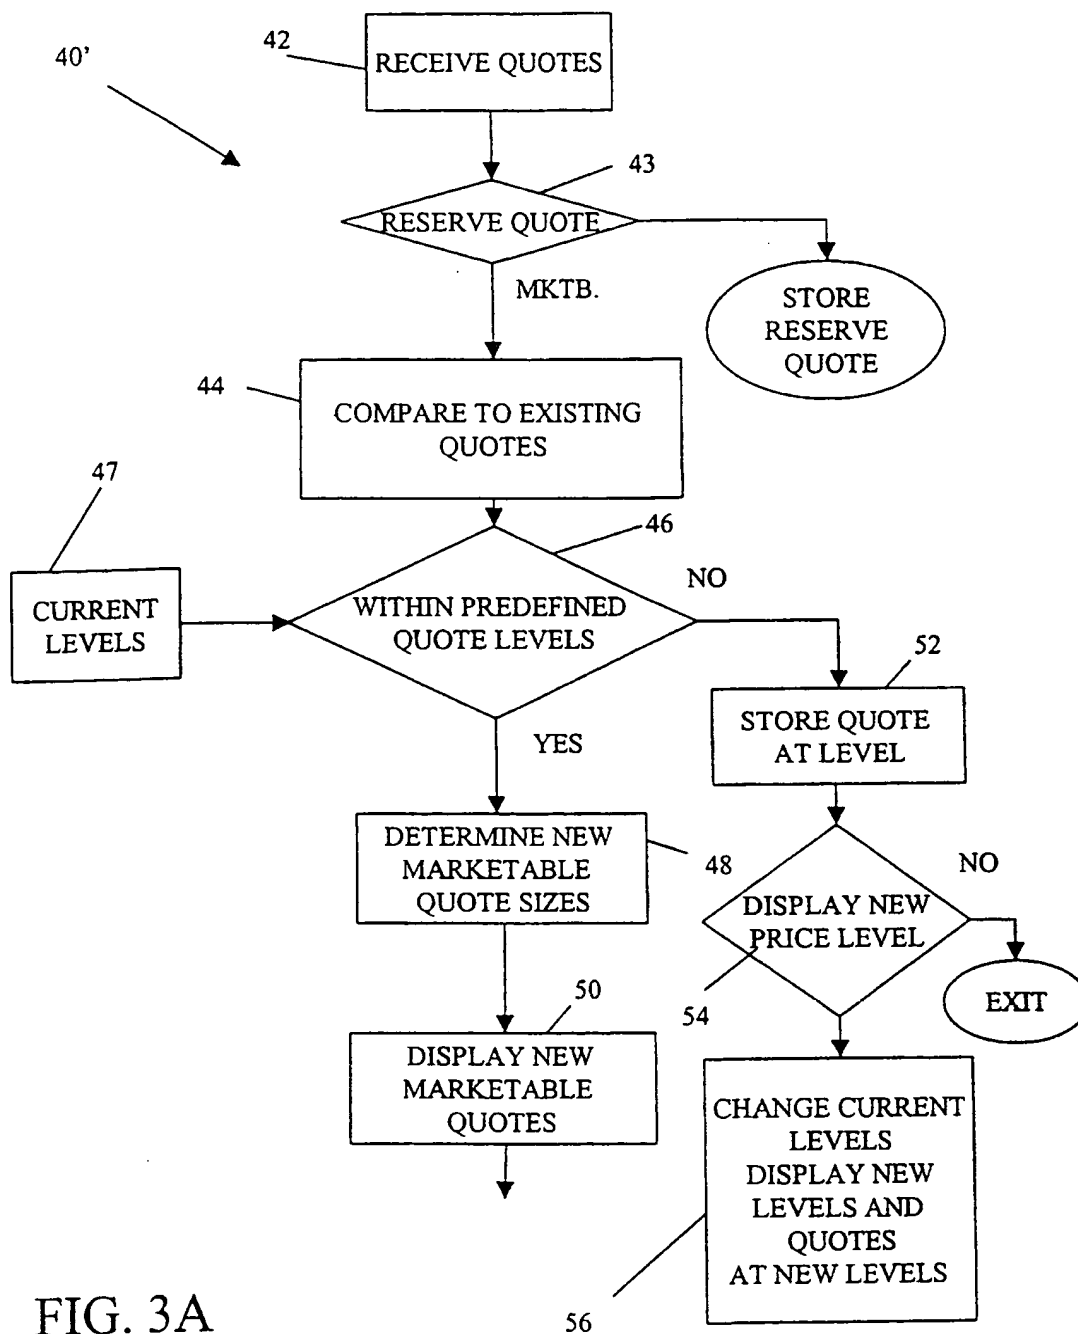 42
RECEIVE QUOTES
40’
43
RESERVE QUOTE
MKTB.
STORE
RESERVE
QUOTE
44
COMPARE TO EXISTING
QUOTES
47
46
CURRENT
LEVELS
WITHIN PREDEFINED
QUOTE LEVELS
NO
YES
52
STORE QUOTE
AT LEVEL
DETERMINE NEW
MARKETABLE
QUOTE SIZES
48
NO
DISPLAY NEW
PRICE LEVEL
54
EXIT
50
DISPLAY NEW
MARKETABLE
QUOTES
CHANGE CURRENT
LEVELS
DISPLAY NEW
LEVELS AND
QUOTES
AT NEW LEVELS
56
FIG. 3A